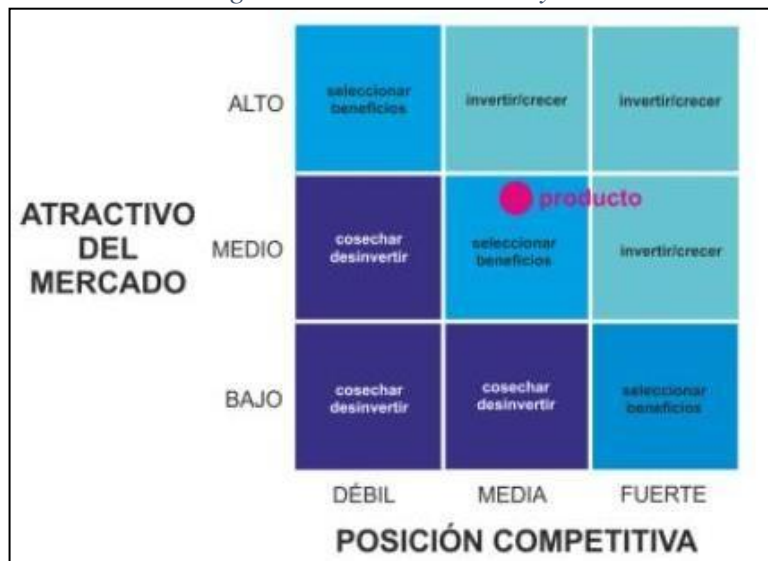 ALTO
seleccionar
beneficios
invertir/crecer
invertir/crecer
producto
ATRACTIVO
DEL
MERCADO
MEDIO
cosechar
desinvertir
seleccionar
beneficios
invertir/crecer
BAJO
cosechar
desinvertir
cosechar
desinvertir
seleccionar
beneficios
DÉBIL
MEDIA
FUERTE
POSICIÓN COMPETITIVA